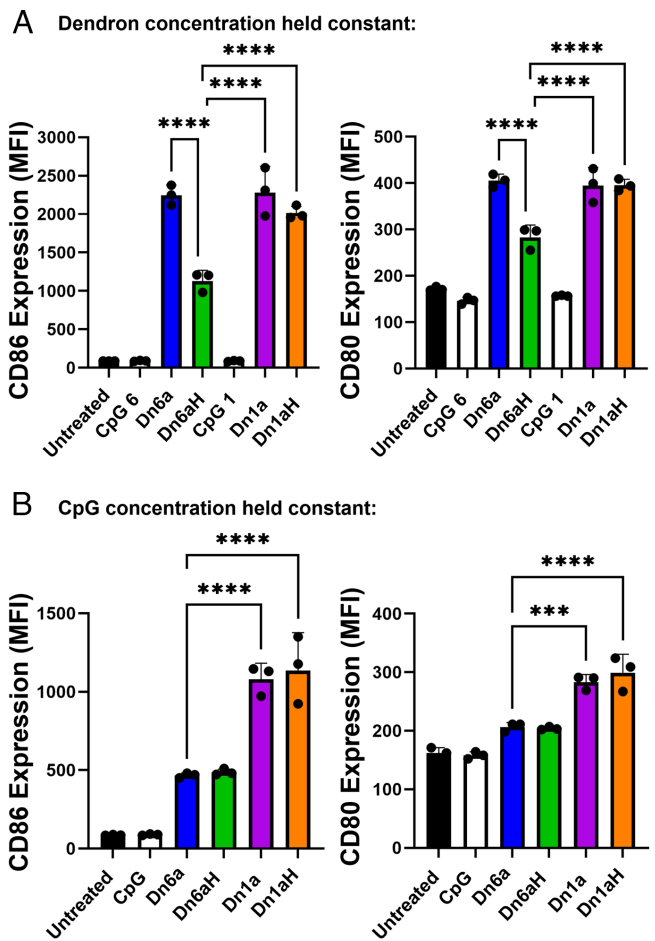 A Dendron concentration held constant:
****
****
****
CD86 Expression (MFI)
3000
2500
2000
1500
1000
500
0
Untreated
CpG 6
Dn6a
Dn6aH
CpG 1
Dn1a
Dn1aH
****
****
****
CD80 Expression (MFI)
500
400
300
200
100
0
Untreated
CpG 6
Dn6a
Dn6aH
CpG 1
Dn1a
Dn1aH
B CpG concentration held constant:
****
****
CD86 Expression (MFI)
1500
1000
500
0
Untreated
CpG
Dn6a
Dn6aH
Dn1a
Dn1aH
****
***
CD80 Expression (MFI)
400
300
200
100
0
Untreated
CpG
Dn6a
Dn6aH
Dn1a
Dn1aH